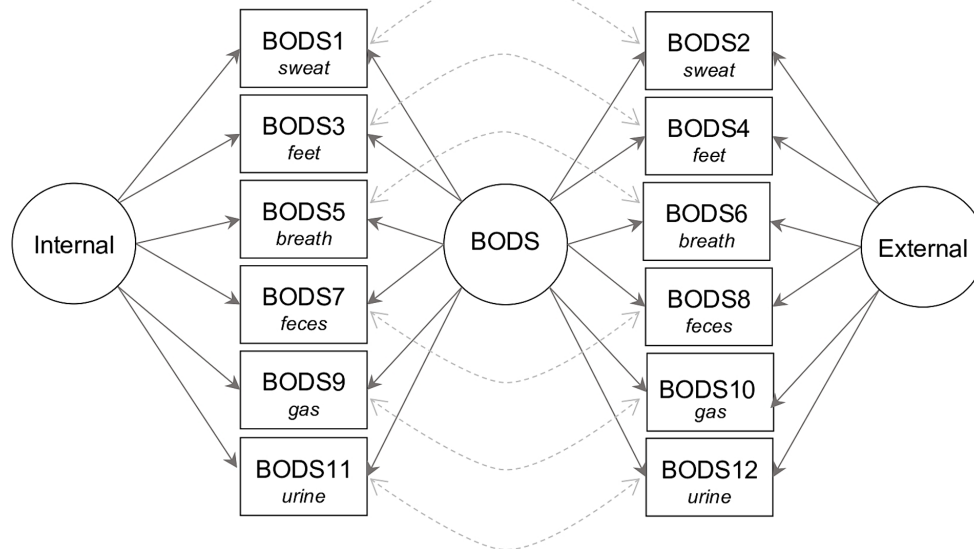 BODS1
sweat
BODS2
sweat
BODS3
feet
BODS4
feet
BODS5
breath
BODS6
breath
Internal
BODS
External
BODS7
feces
BODS8
feces
BODS9
gas
BODS10
gas
BODS11
urine
BODS12
urine